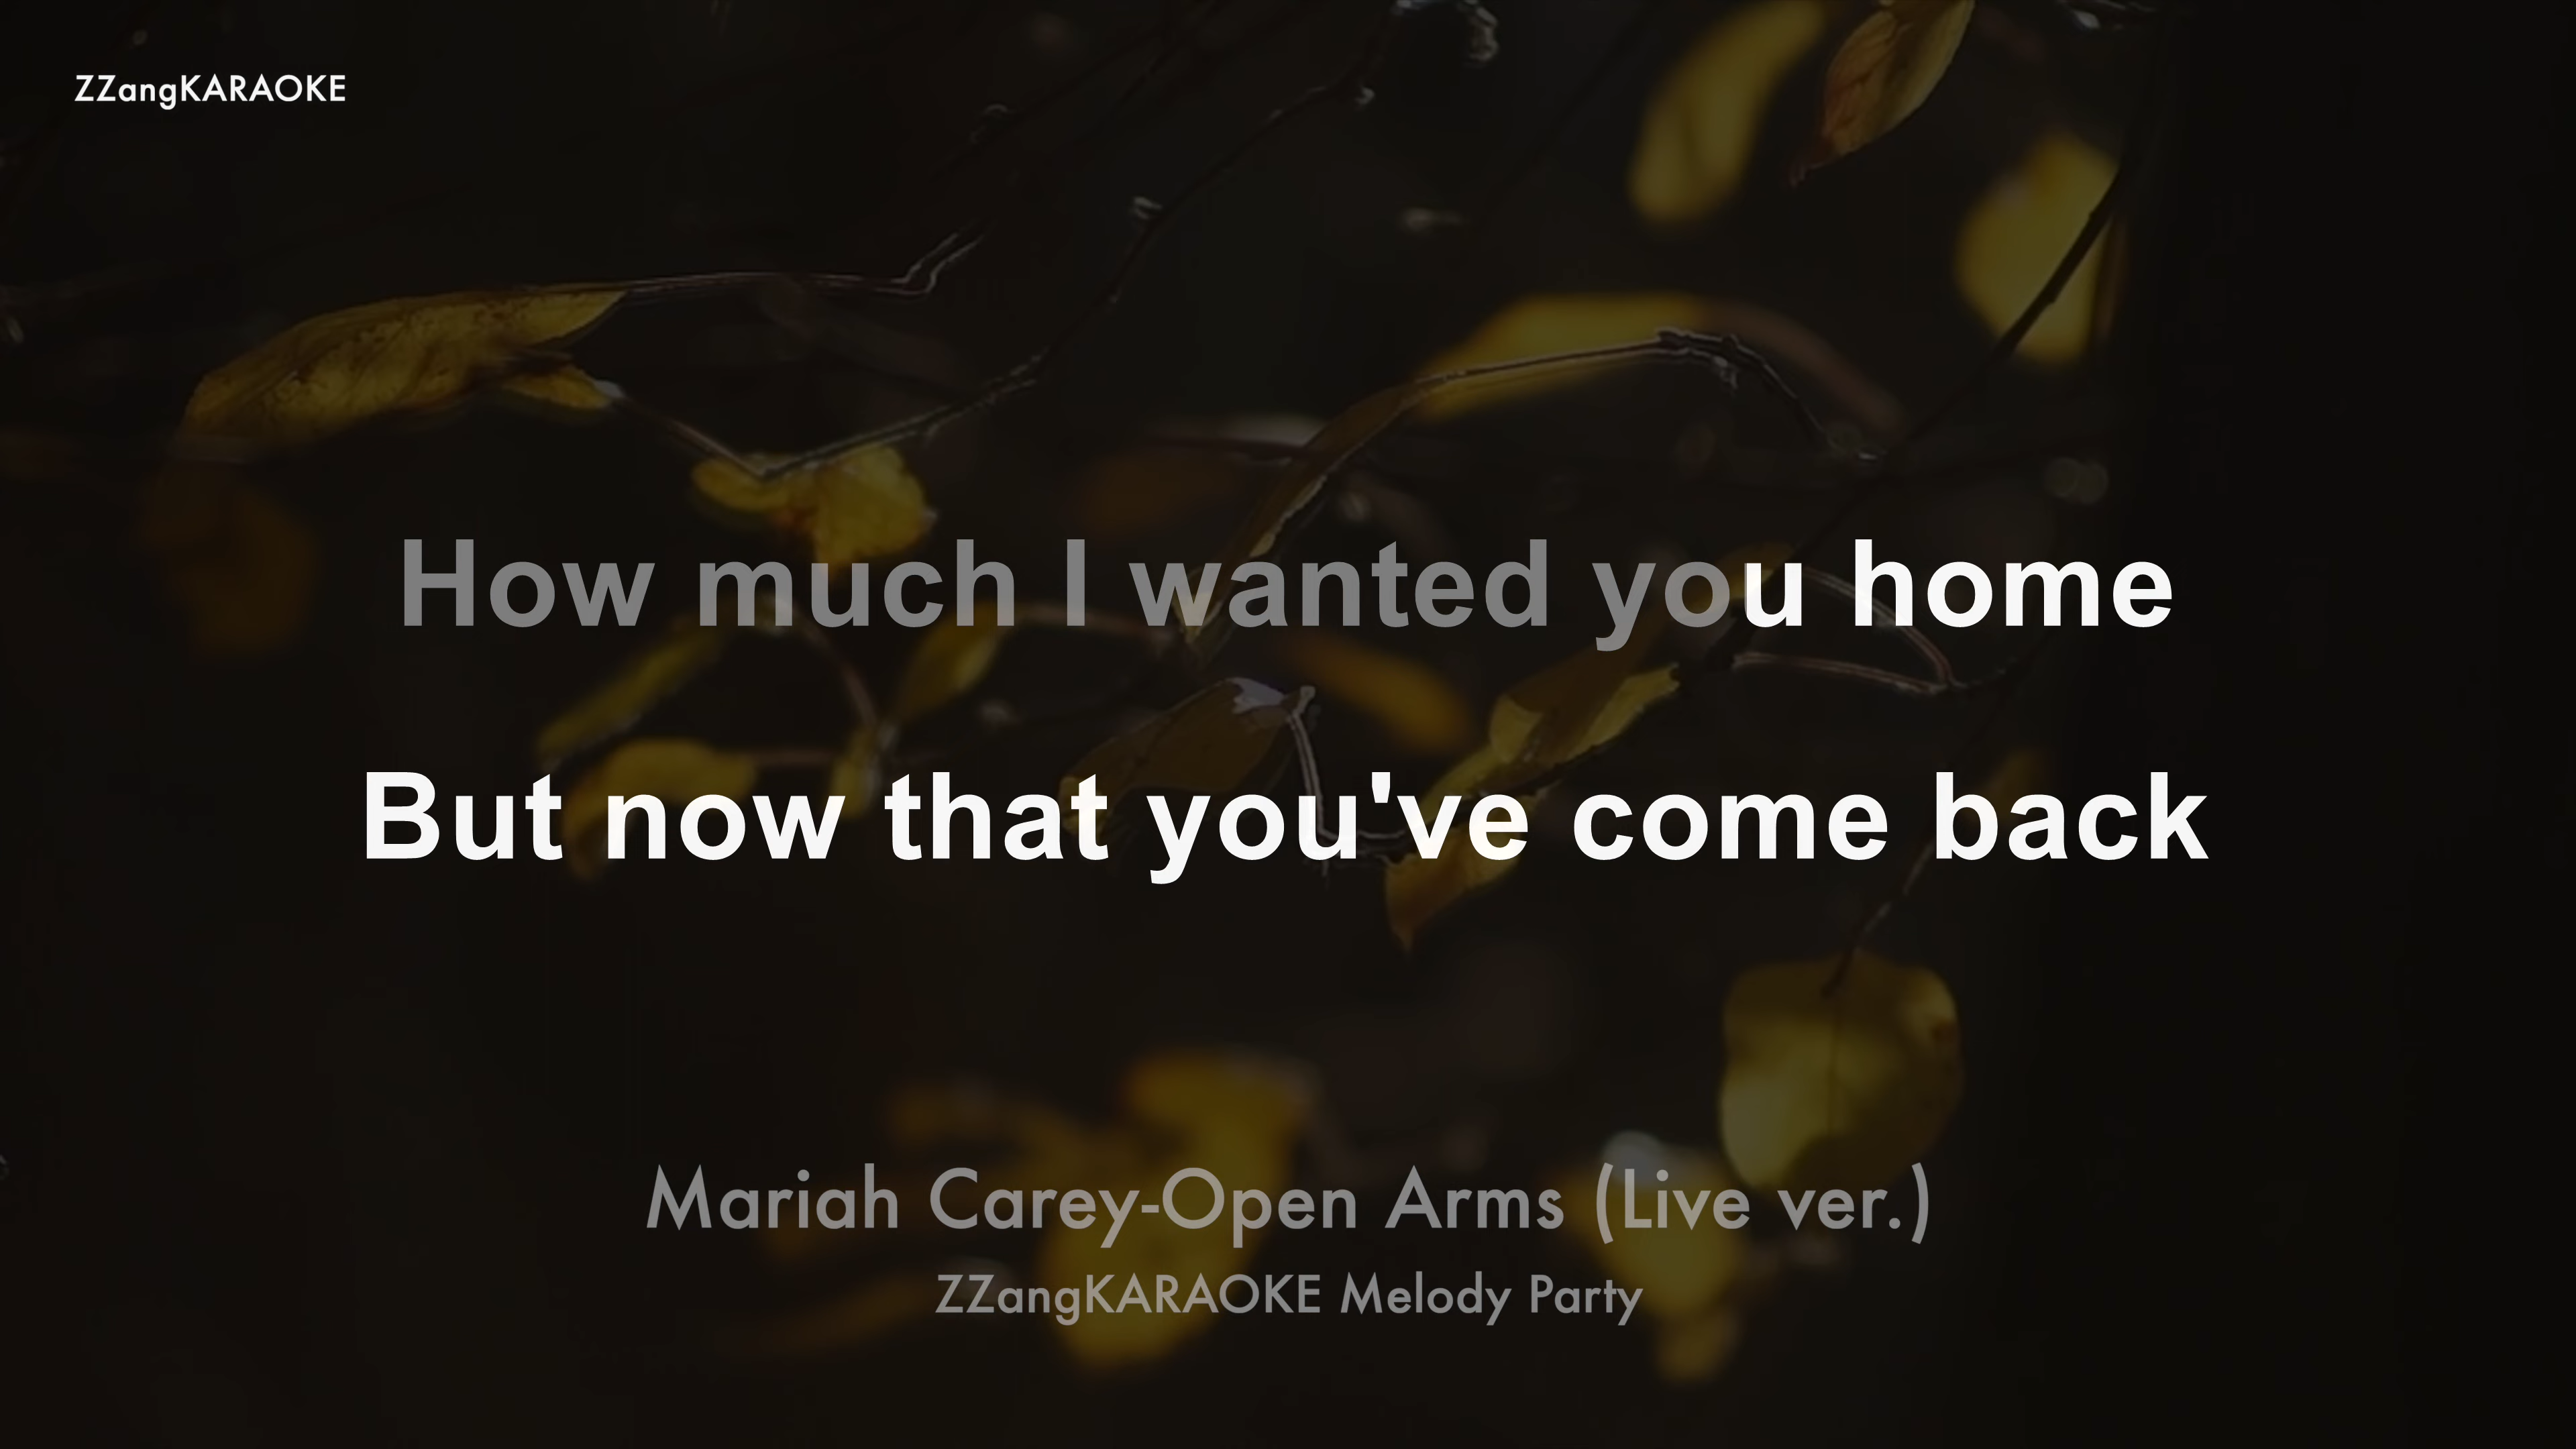 ZZangKARAOKE
How much I wanted you home
But now that you've come back
Mariah Carey-Open Arms (Live ver.)
ZZangKARAOKE Melody Party